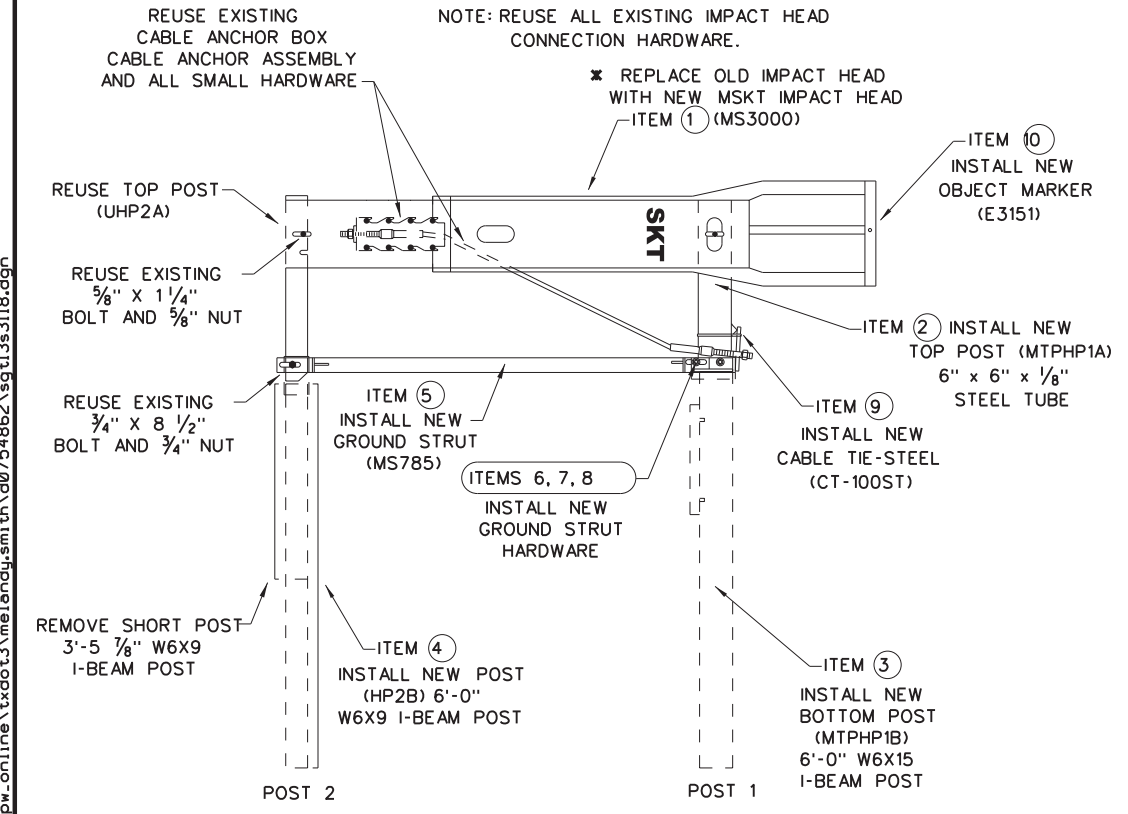 REUSE EXISTING
CABLE ANCHOR BOX
CABLE ANCHOR ASSEMBLY
AND ALL SMALL HARDWARE
NOTE: REUSE ALL EXISTING IMPACT HEAD
CONNECTION HARDWARE.
* REPLACE OLD IMPACT HEAD
WITH NEW MSKT IMPACT HEAD
ITEM 1 (MS3000)
ITEM 10
INSTALL NEW
OBJECT MARKER
(E3151)
REUSE TOP POST
(UHP2A)
SKT
REUSE EXISTING
5/8" X 1 1/4"
BOLT AND 5/8" NUT
ITEM 2 INSTALL NEW
TOP POST (MTPHP1A)
6" x 6" x 1/8"
STEEL TUBE
REUSE EXISTING
3/4" X 8 1/2"
BOLT AND 3/4" NUT
ITEM 5
INSTALL NEW
GROUND STRUT
(MS785)
ITEM 9
INSTALL NEW
CABLE TIE-STEEL
(CT-100ST)
ITEMS 6, 7, 8
INSTALL NEW
GROUND STRUT
HARDWARE
REMOVE SHORT POST
3'-5 7/8" W6X9
I-BEAM POST
ITEM 4
INSTALL NEW POST
(HP2B) 6'-0"
W6X9 I-BEAM POST
ITEM 3
INSTALL NEW
BOTTOM POST
(MTPHP1B)
6'-0" W6X15
I-BEAM POST
POST 2
POST 1
pw_online\txdot3\melandy.smith\d0754862\sgt13s3118.dgn